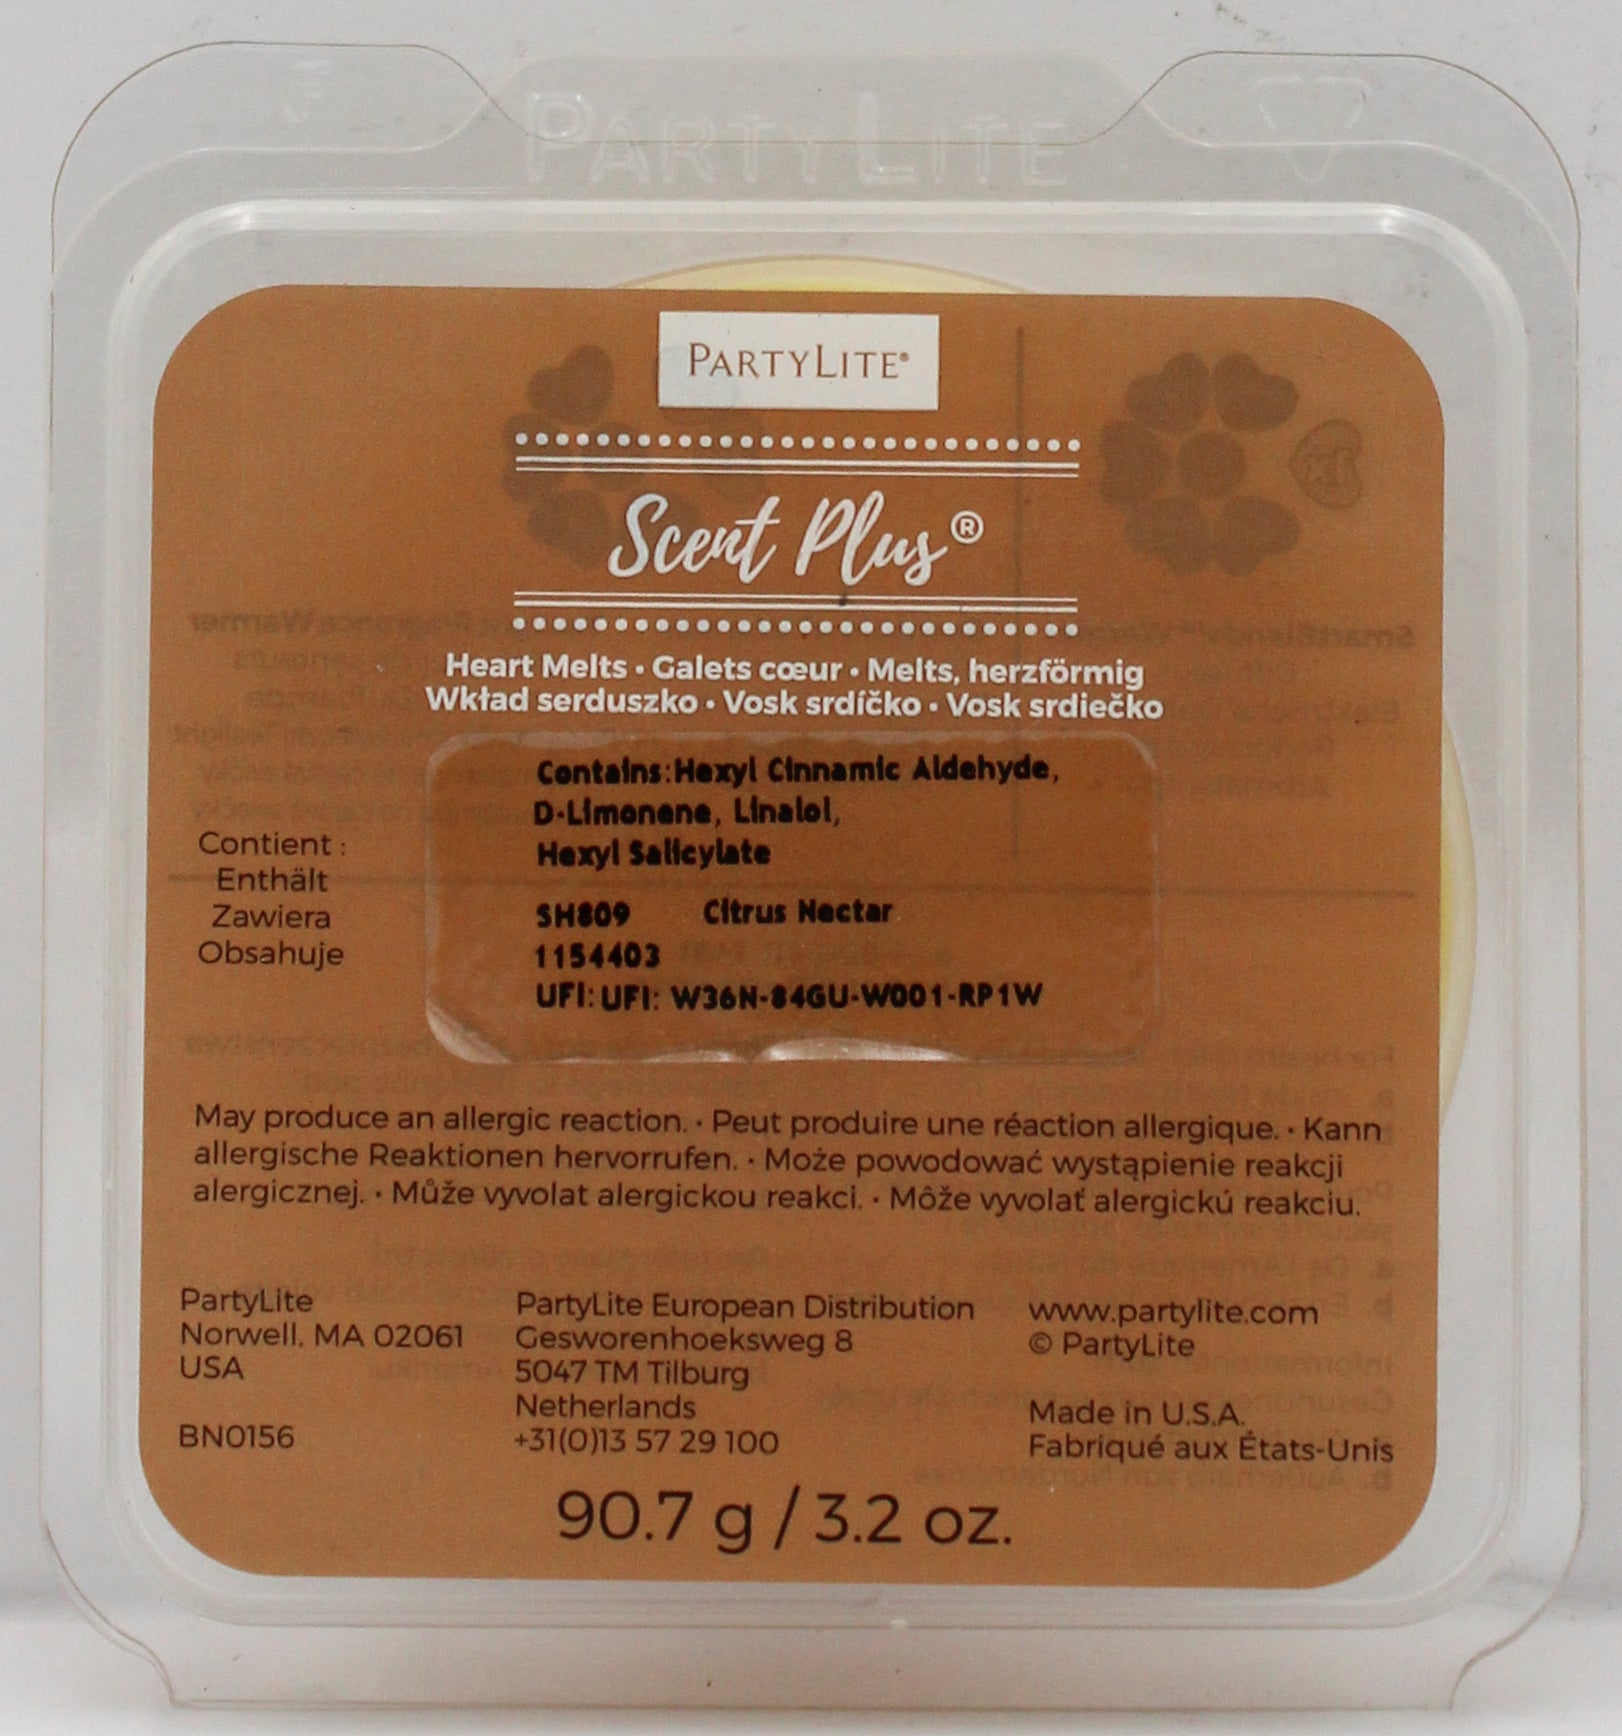 PARTYLITE
PARTYLITE®
Scent Plus®
Heart Melts • Galets cœur • Melts, herzförmig
Wkład serduszko • Vosk srdíčko • Vosk srdiečko
Contains:Hexyl Cinnamic Aldehyde,
D-Limonene, Linalol,
Hexyl Salicylate
Contient :
Enthält
Zawiera
Obsahuje
SH809 Citrus Nectar
1154403
UFI: UFI: W36N-84GU-W001-RP1W
May produce an allergic reaction. • Peut produire une réaction allergique. • Kann
allergische Reaktionen hervorrufen. • Może powodować wystąpienie reakcji
alergicznej. • Může vyvolat alergickou reakci. • Môže vyvolať alergickú reakciu.
PartyLite
Norwell, MA 02061
USA
BN0156
PartyLite European Distribution
Gesworenhoeksweg 8
5047 TM Tilburg
Netherlands
+31(0)13 57 29 100
www.partylite.com
© PartyLite
Made in U.S.A.
Fabriqué aux États-Unis
90.7 g / 3.2 oz.